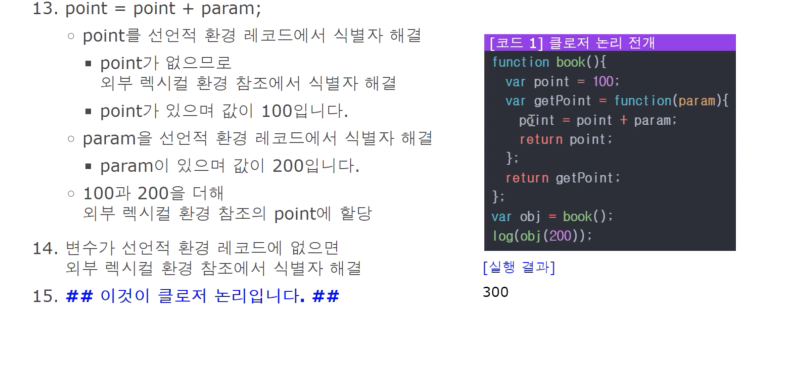 13. point = point + param;
point를 선언적 환경 레코드에서 식별자 해결
point가 없으므로
외부 렉시컬 환경 참조에서 식별자 해결
point가 있으며 값이 100입니다.
param을 선언적 환경 레코드에서 식별자 해결
param이 있으며 값이 200입니다.
100과 200을 더해
외부 렉시컬 환경 참조의 point에 할당
14. 변수가 선언적 환경 레코드에 없으면
외부 렉시컬 환경 참조에서 식별자 해결
15. ## 이것이 클로저 논리입니다. ##
[코드 1] 클로저 논리 전개
function book(){
var point = 100;
var getPoint = function(param){
point = point + param;
return point;
};
return getPoint;
};
var obj = book();
log(obj(200));
[실행 결과]
300